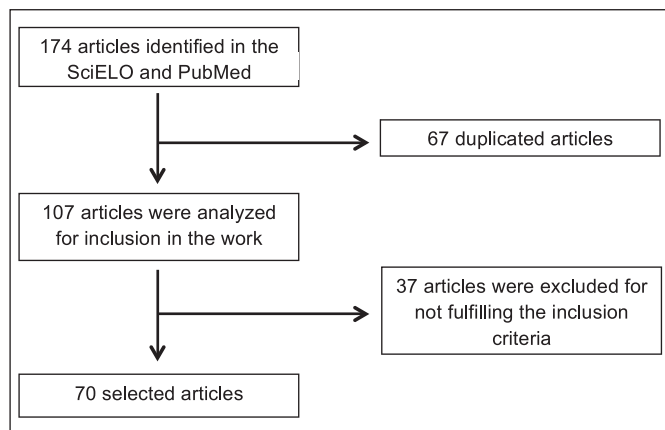 174 articles identified in the
SciELO and PubMed
67 duplicated articles
107 articles were analyzed
for inclusion in the work
37 articles were excluded for
not fulfilling the inclusion
criteria
70 selected articles